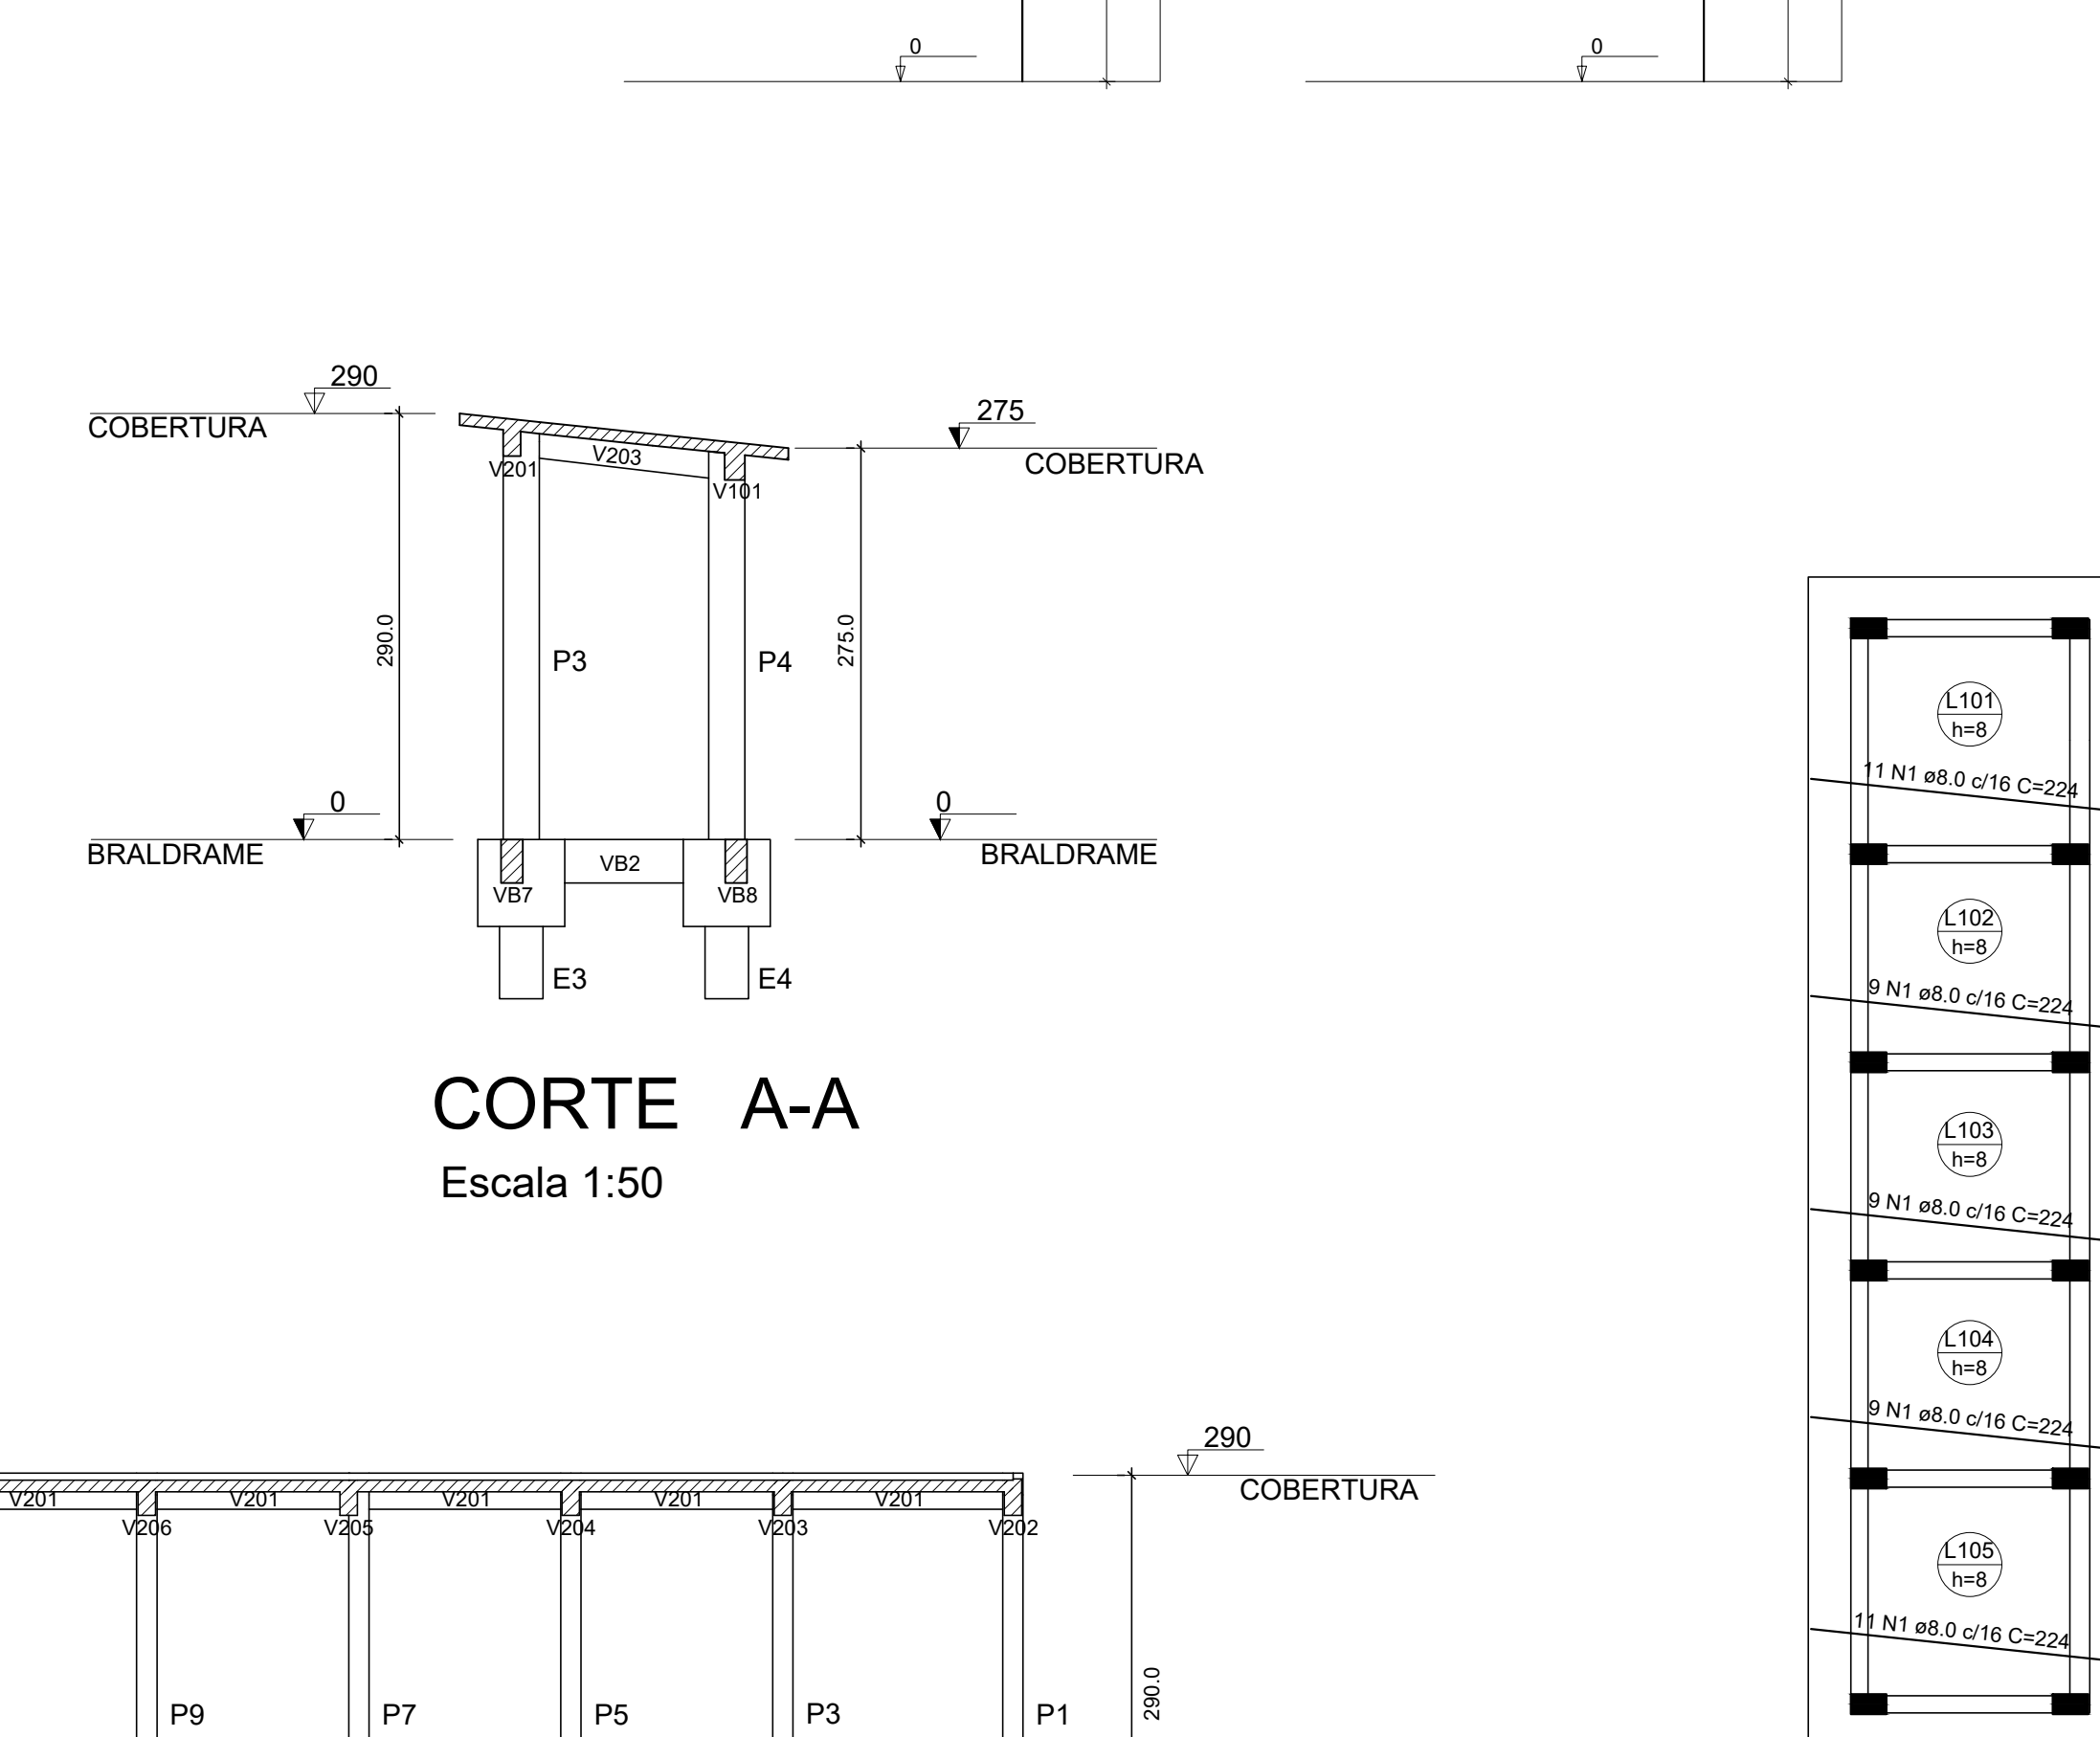 0
0
290
COBERTURA
275
COBERTURA
V201
V203
V101
290.0
P3
P4
275.0
0
BRALDRAME
0
BRALDRAME
VB7
VB2
VB8
E3
E4
CORTE A-A
Escala 1:50
290
COBERTURA
V201
V201
V201
V201
V201
V206
V205
V204
V203
V202
P9
P7
P5
P3
P1
290.0
L101
h=8
11 N1 ø8.0 c/16 C=224
L102
h=8
9 N1 ø8.0 c/16 C=224
L103
h=8
9 N1 ø8.0 c/16 C=224
L104
h=8
9 N1 ø8.0 c/16 C=224
L105
h=8
11 N1 ø8.0 c/16 C=224